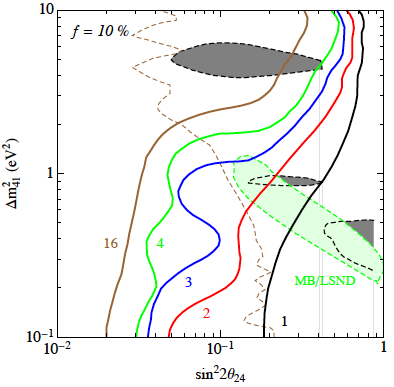 10
f = 10 %
1
Δm²₄₁ (eV²)
16
4
3
2
1
MB/LSND
10⁻¹
10⁻²
10⁻¹
1
sin²2θ₂₄